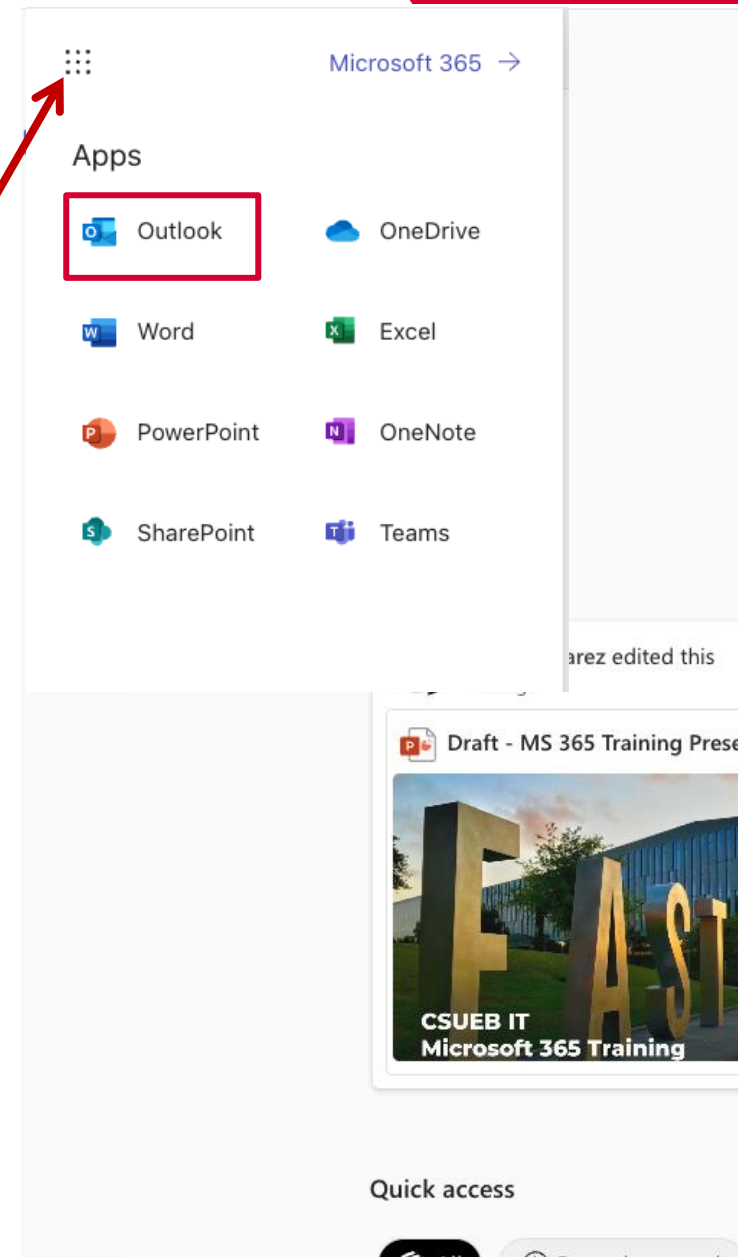 Microsoft 365 →
Apps
Outlook
OneDrive
Word
Excel
PowerPoint
OneNote
SharePoint
Teams
arez edited this
Draft - MS 365 Training Prese
EAST
CSUEB IT
Microsoft 365 Training
Quick access